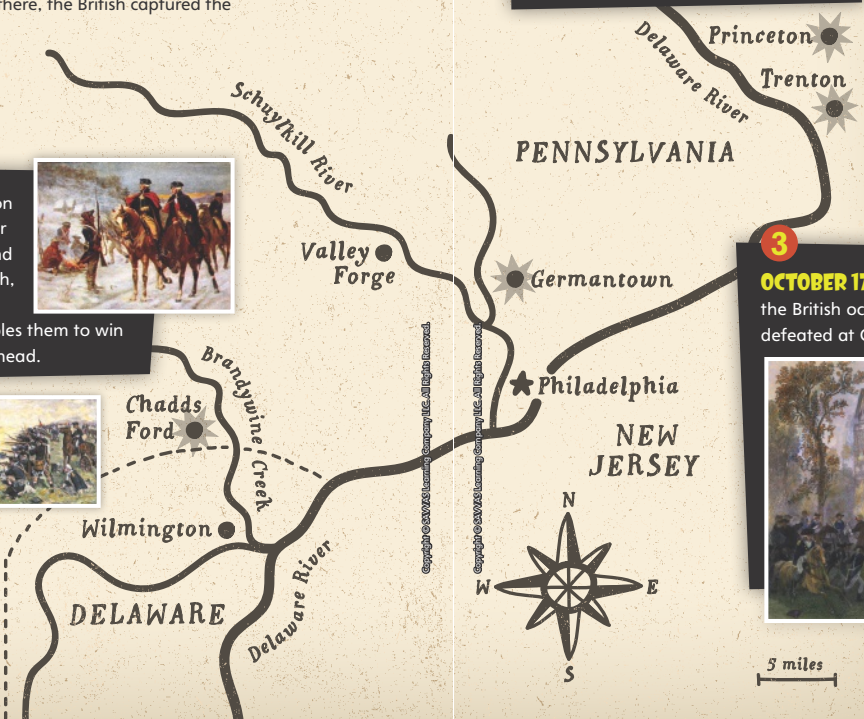 there, the British captured the
Princeton
Delaware River
Trenton
Schuylkill River
PENNSYLVANIA
on
Valley
Forge
Germantown
3
OCTOBER 17
the British oc
defeated at
them to win
Brandywine Creek
Philadelphia
Chadds
Ford
NEW
JERSEY
Copyright © SAVVAS Learning Company LLC. All Rights Reserved.
Copyright © SAVVAS Learning Company LLC. All Rights Reserved.
N
Wilmington
W
E
DELAWARE
Delaware River
S
5 miles